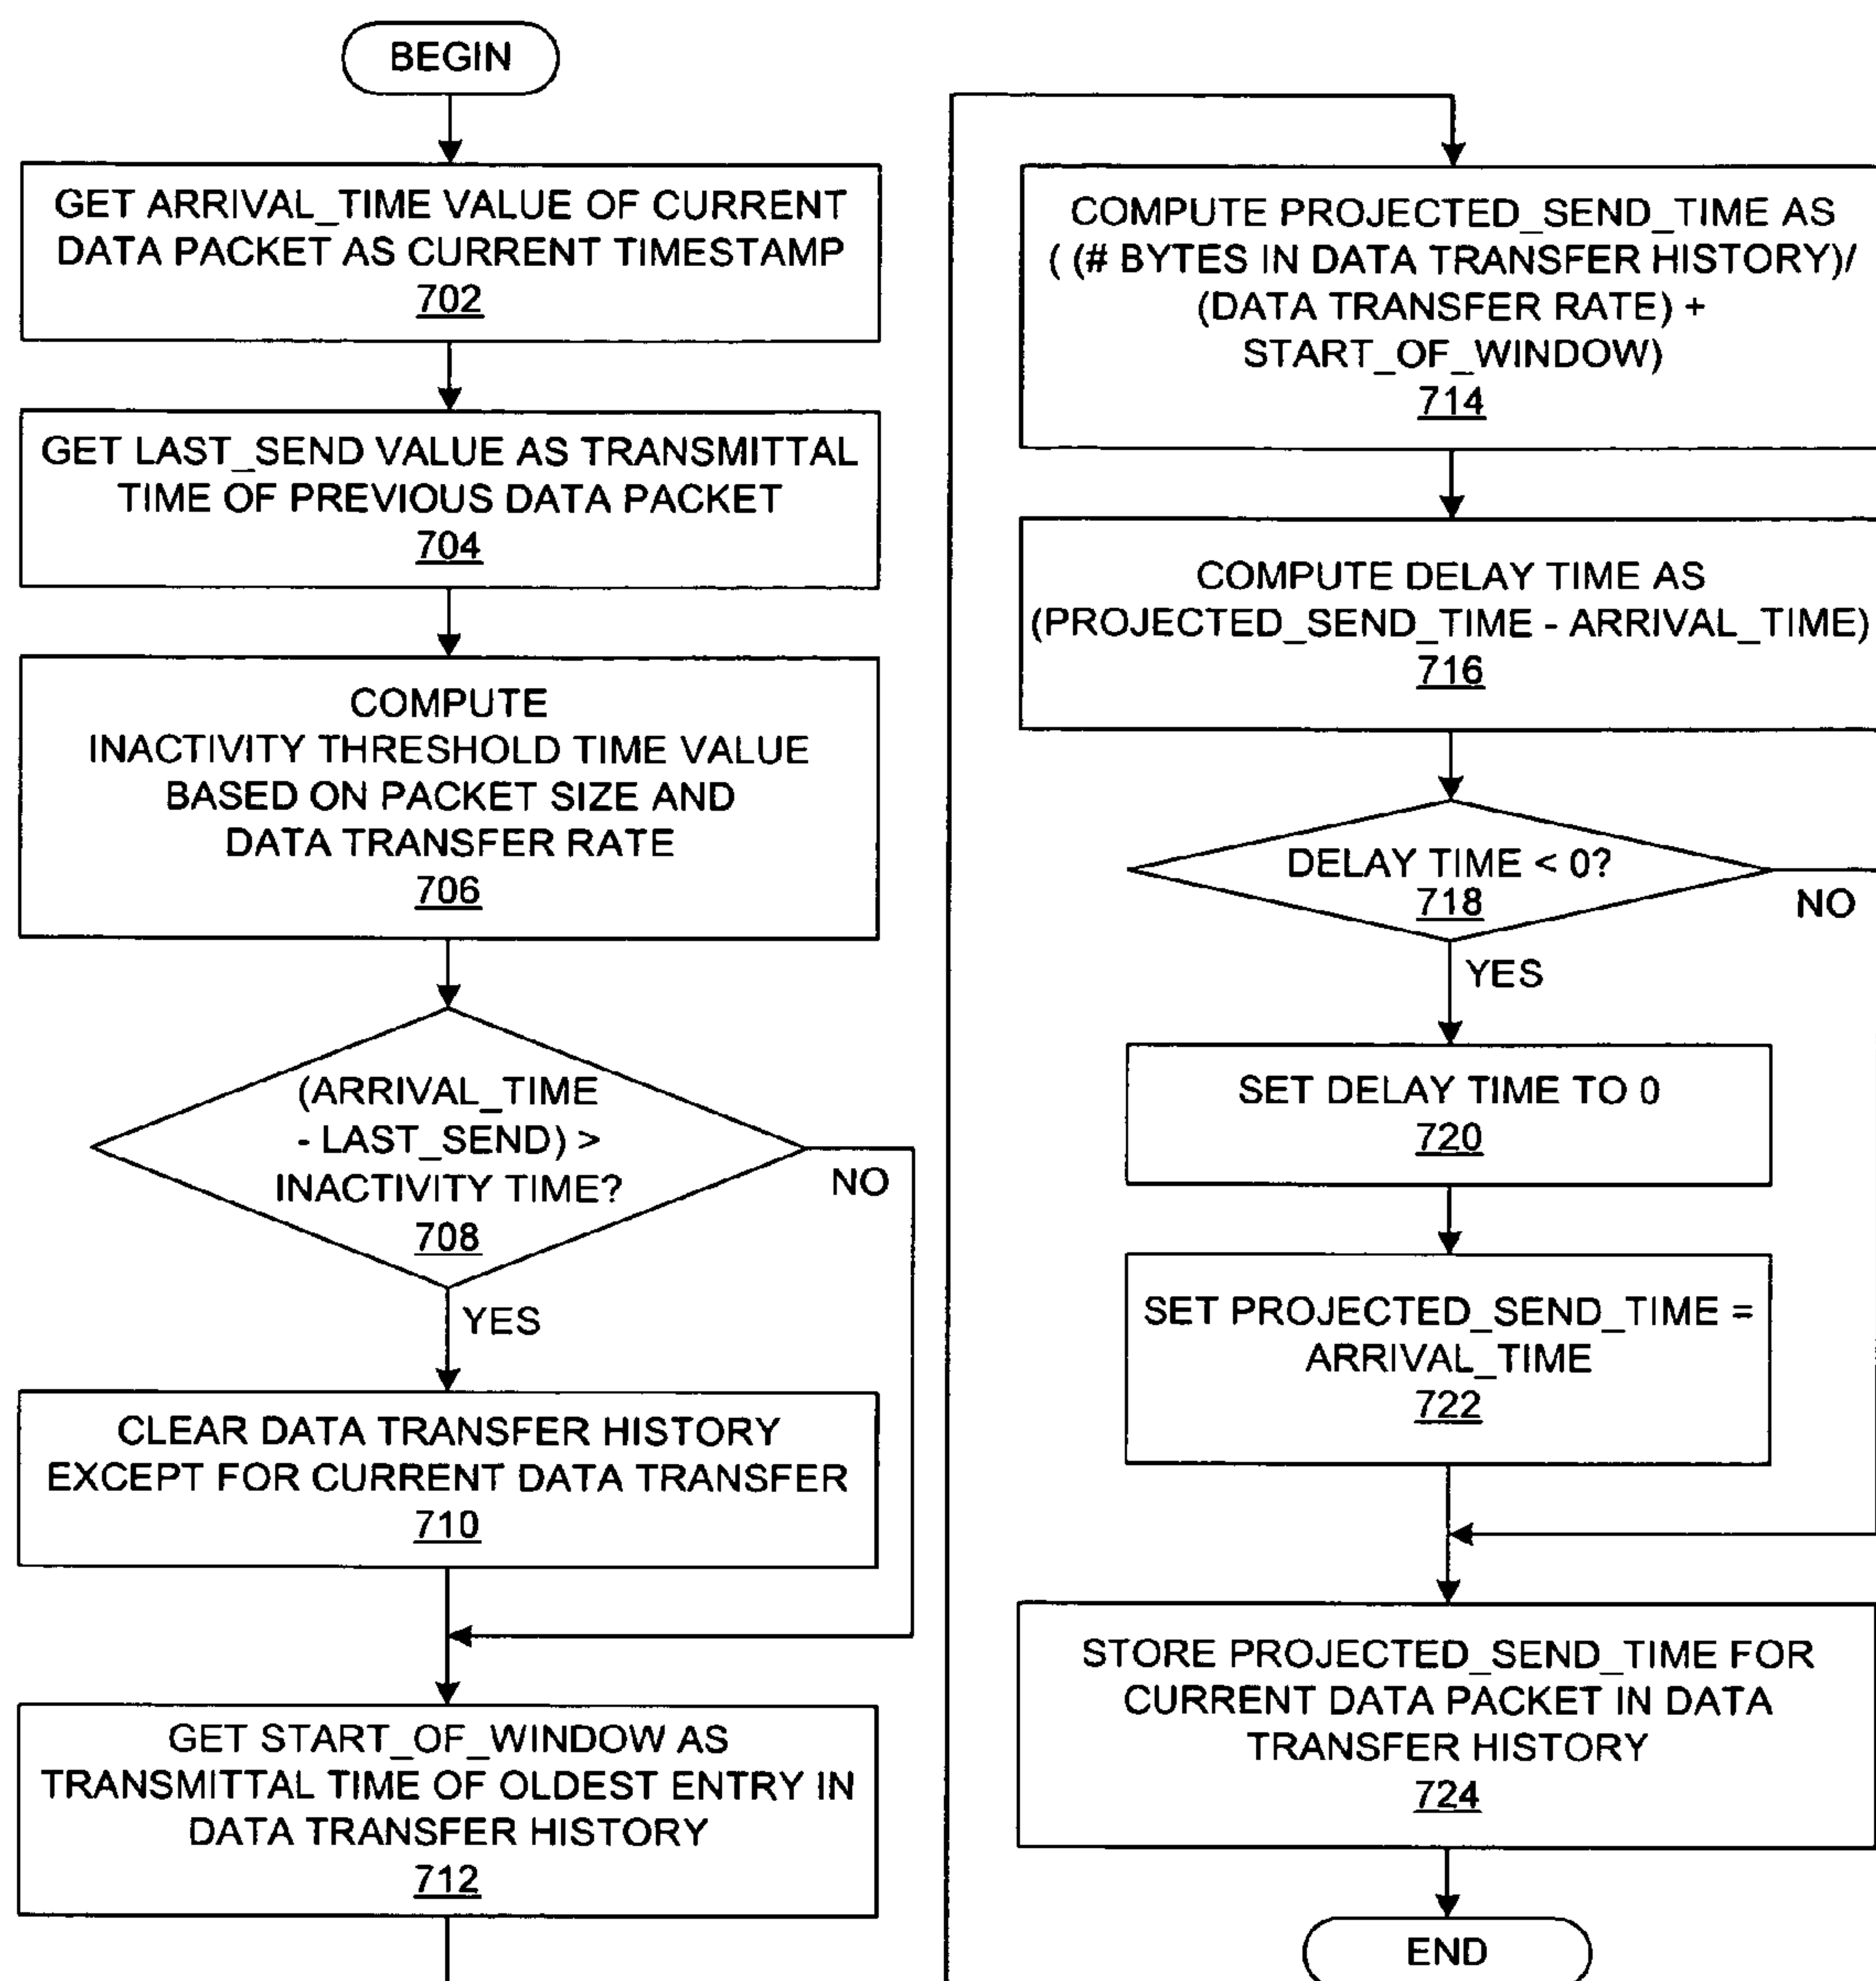 BEGIN
GET ARRIVAL_TIME VALUE OF CURRENT
DATA PACKET AS CURRENT TIMESTAMP
702
GET LAST_SEND VALUE AS TRANSMITTAL
TIME OF PREVIOUS DATA PACKET
704
COMPUTE
INACTIVITY THRESHOLD TIME VALUE
BASED ON PACKET SIZE AND
DATA TRANSFER RATE
706
(ARRIVAL_TIME
- LAST_SEND) >
INACTIVITY TIME?
708
NO
YES
CLEAR DATA TRANSFER HISTORY
EXCEPT FOR CURRENT DATA TRANSFER
710
GET START_OF_WINDOW AS
TRANSMITTAL TIME OF OLDEST ENTRY IN
DATA TRANSFER HISTORY
712
COMPUTE PROJECTED_SEND_TIME AS
( (# BYTES IN DATA TRANSFER HISTORY)/
(DATA TRANSFER RATE) +
START_OF_WINDOW)
714
COMPUTE DELAY TIME AS
(PROJECTED_SEND_TIME - ARRIVAL_TIME)
716
DELAY TIME < 0?
718
NO
YES
SET DELAY TIME TO 0
720
SET PROJECTED_SEND_TIME =
ARRIVAL_TIME
722
STORE PROJECTED_SEND_TIME FOR
CURRENT DATA PACKET IN DATA
TRANSFER HISTORY
724
END